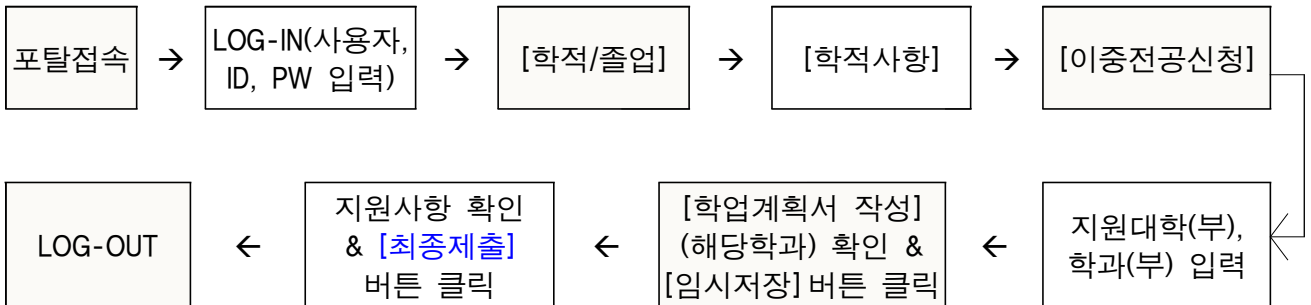 포탈접속
→
LOG-IN(사용자,
ID, PW 입력)
→
[학적/졸업]
→
[학적사항]
→
[이중전공신청]
지원대학(부),
학과(부) 입력
←
[학업계획서 작성]
(해당학과) 확인 &
[임시저장] 버튼 클릭
←
지원사항 확인
& [최종제출]
버튼 클릭
←
LOG-OUT